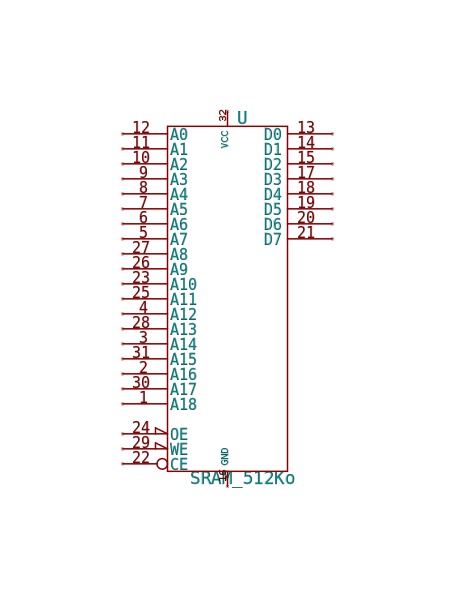 32 U
VCC
12 A0 D0 13
11 A1 D1 14
10 A2 D2 15
9 A3 D3 17
8 A4 D4 18
7 A5 D5 19
6 A6 D6 20
5 A7 D7 21
27 A8
26 A9
23 A10
25 A11
4 A12
28 A13
3 A14
31 A15
2 A16
30 A17
1 A18
24 OE
29 WE
22 CE
GND
16
SRAM_512Ko